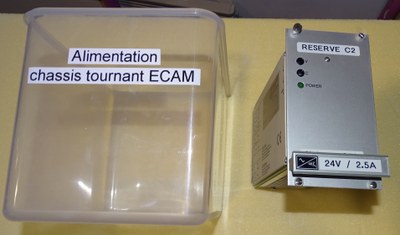 Alimentation
chassis tournant ECAM
RESERVE C2
POWER
24V / 2.5A